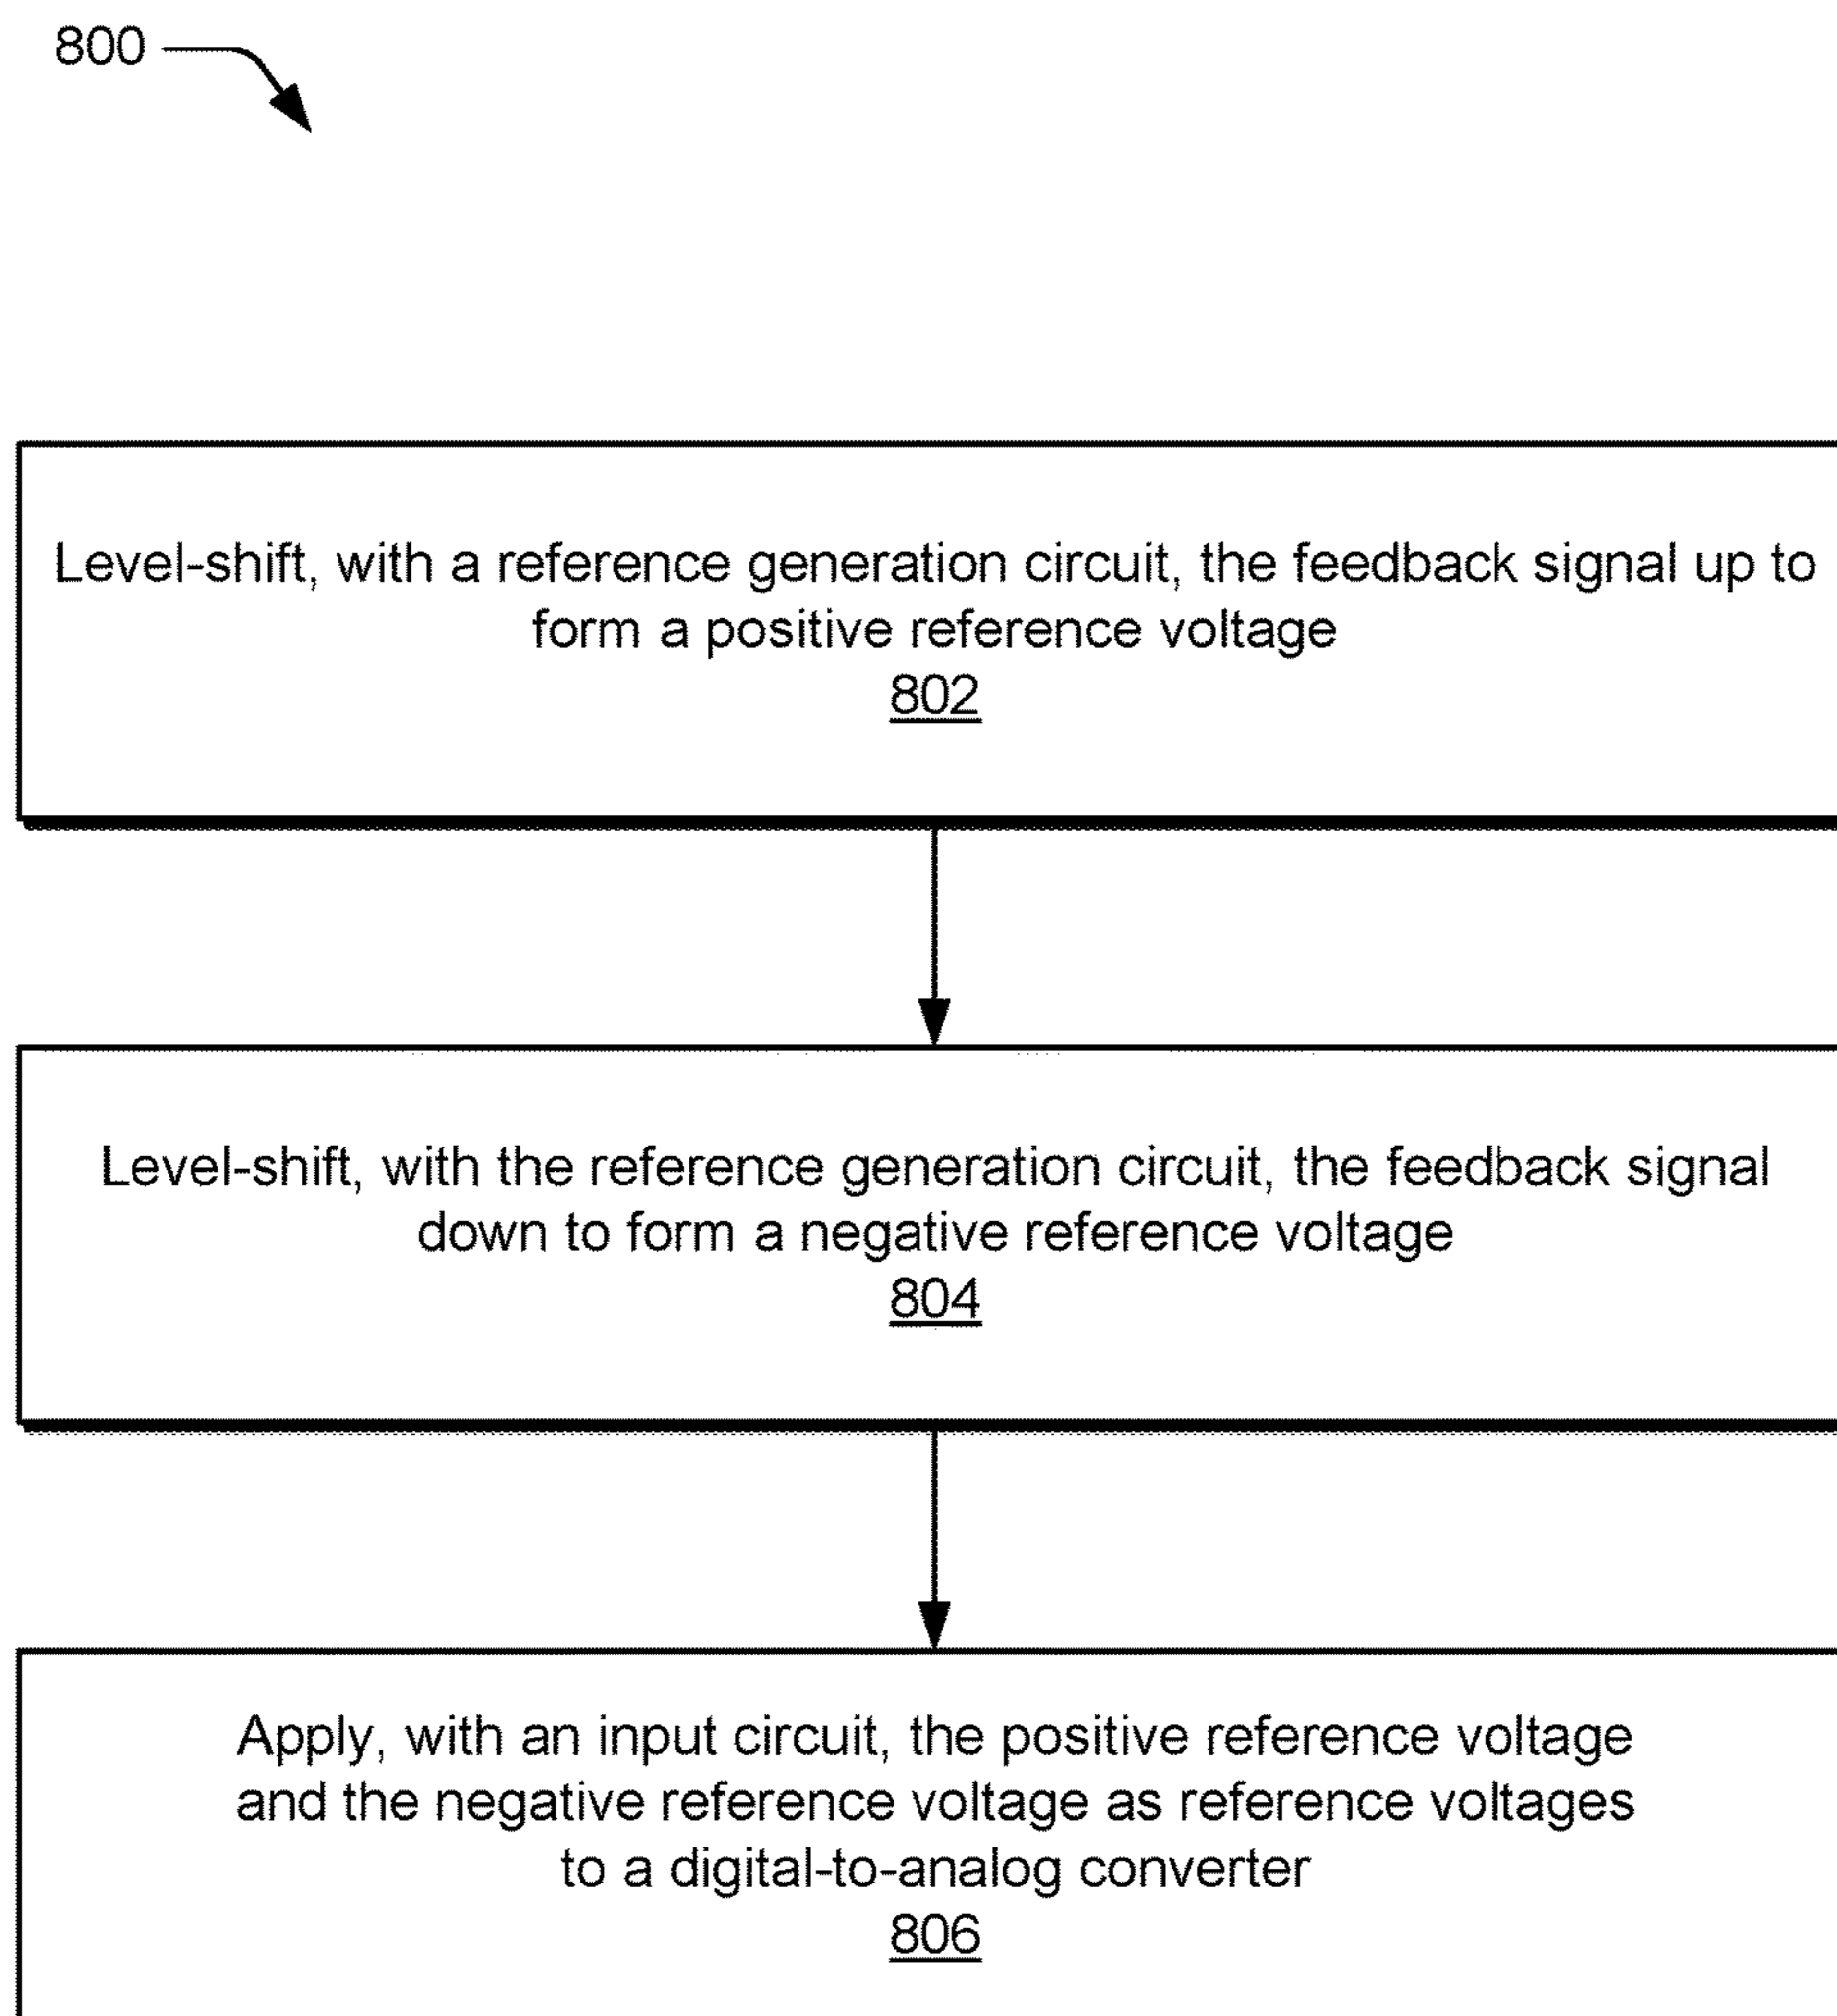 800
Level-shift, with a reference generation circuit, the feedback signal up to
form a positive reference voltage
802
Level-shift, with the reference generation circuit, the feedback signal
down to form a negative reference voltage
804
Apply, with an input circuit, the positive reference voltage
and the negative reference voltage as reference voltages
to a digital-to-analog converter
806